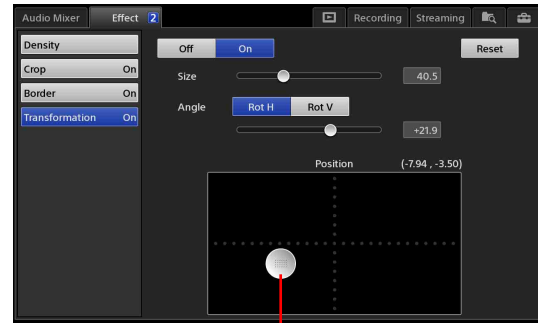 Audio Mixer Effect 2 Recording Streaming
Density
Off On Reset
Crop On
Size 40.5
Border On
Angle Rot H Rot V
Transformation On
+21.9
Position (-7.94 , -3.50)